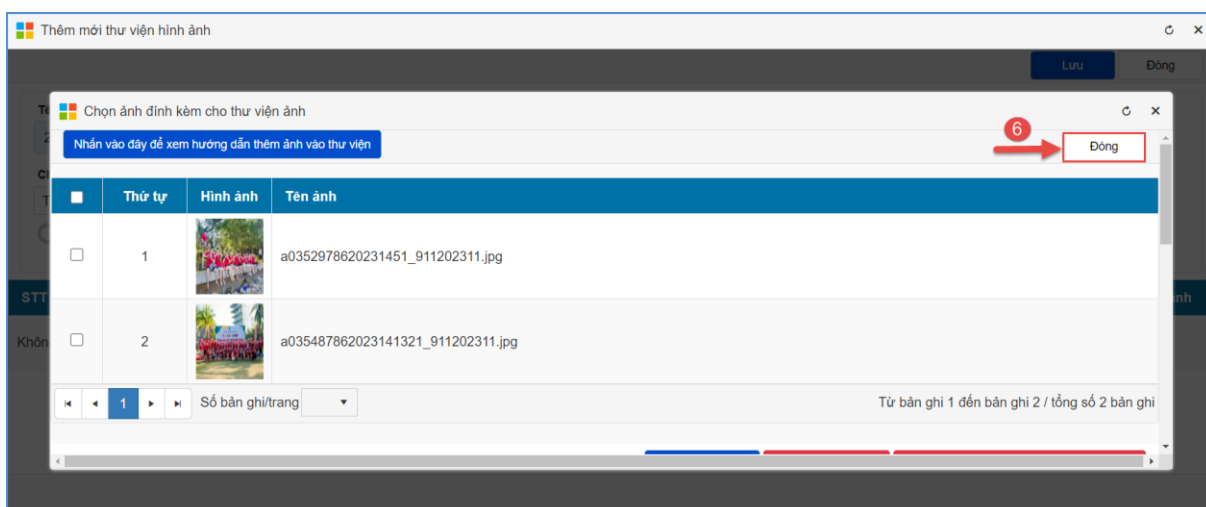 Thêm mới thư viện hình ảnh
Lưu Đóng
Chọn ảnh đính kèm cho thư viện ảnh
Nhấn vào đây để xem hướng dẫn thêm ảnh vào thư viện
6
Đóng
Thứ tự Hình ảnh Tên ảnh
1 a0352978620231451_911202311.jpg
2 a035487862023141321_911202311.jpg
STT
Khôn
1 Số bản ghi/trang Từ bản ghi 1 đến bản ghi 2 / tổng số 2 bản ghi